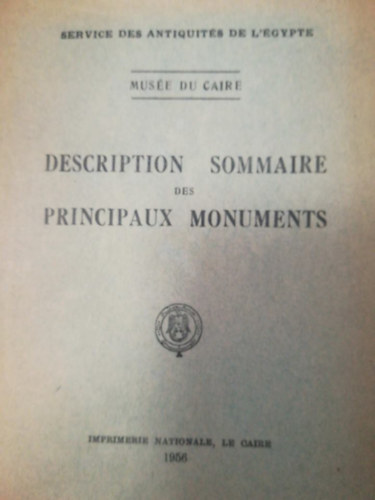 SERVICE DES ANTIQUITÉS DE L'ÉGYPTE
MUSÉE DU CAIRE
DESCRIPTION SOMMAIRE
DES
PRINCIPAUX MONUMENTS
IMPRIMERIE NATIONALE, LE CAIRE
1956